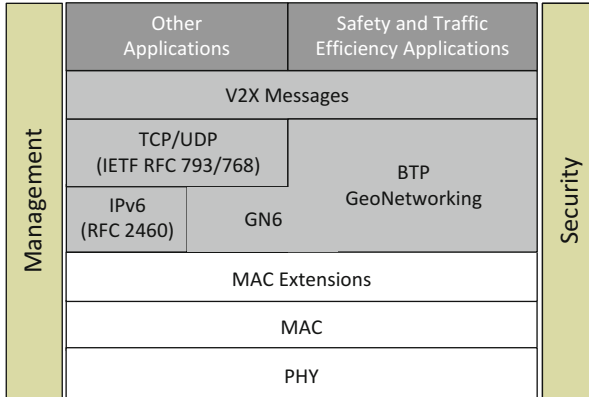 Management
Other
Applications
Safety and Traffic
Efficiency Applications
V2X Messages
TCP/UDP
(IETF RFC 793/768)
BTP
GeoNetworking
IPv6
(RFC 2460)
GN6
MAC Extensions
MAC
PHY
Security